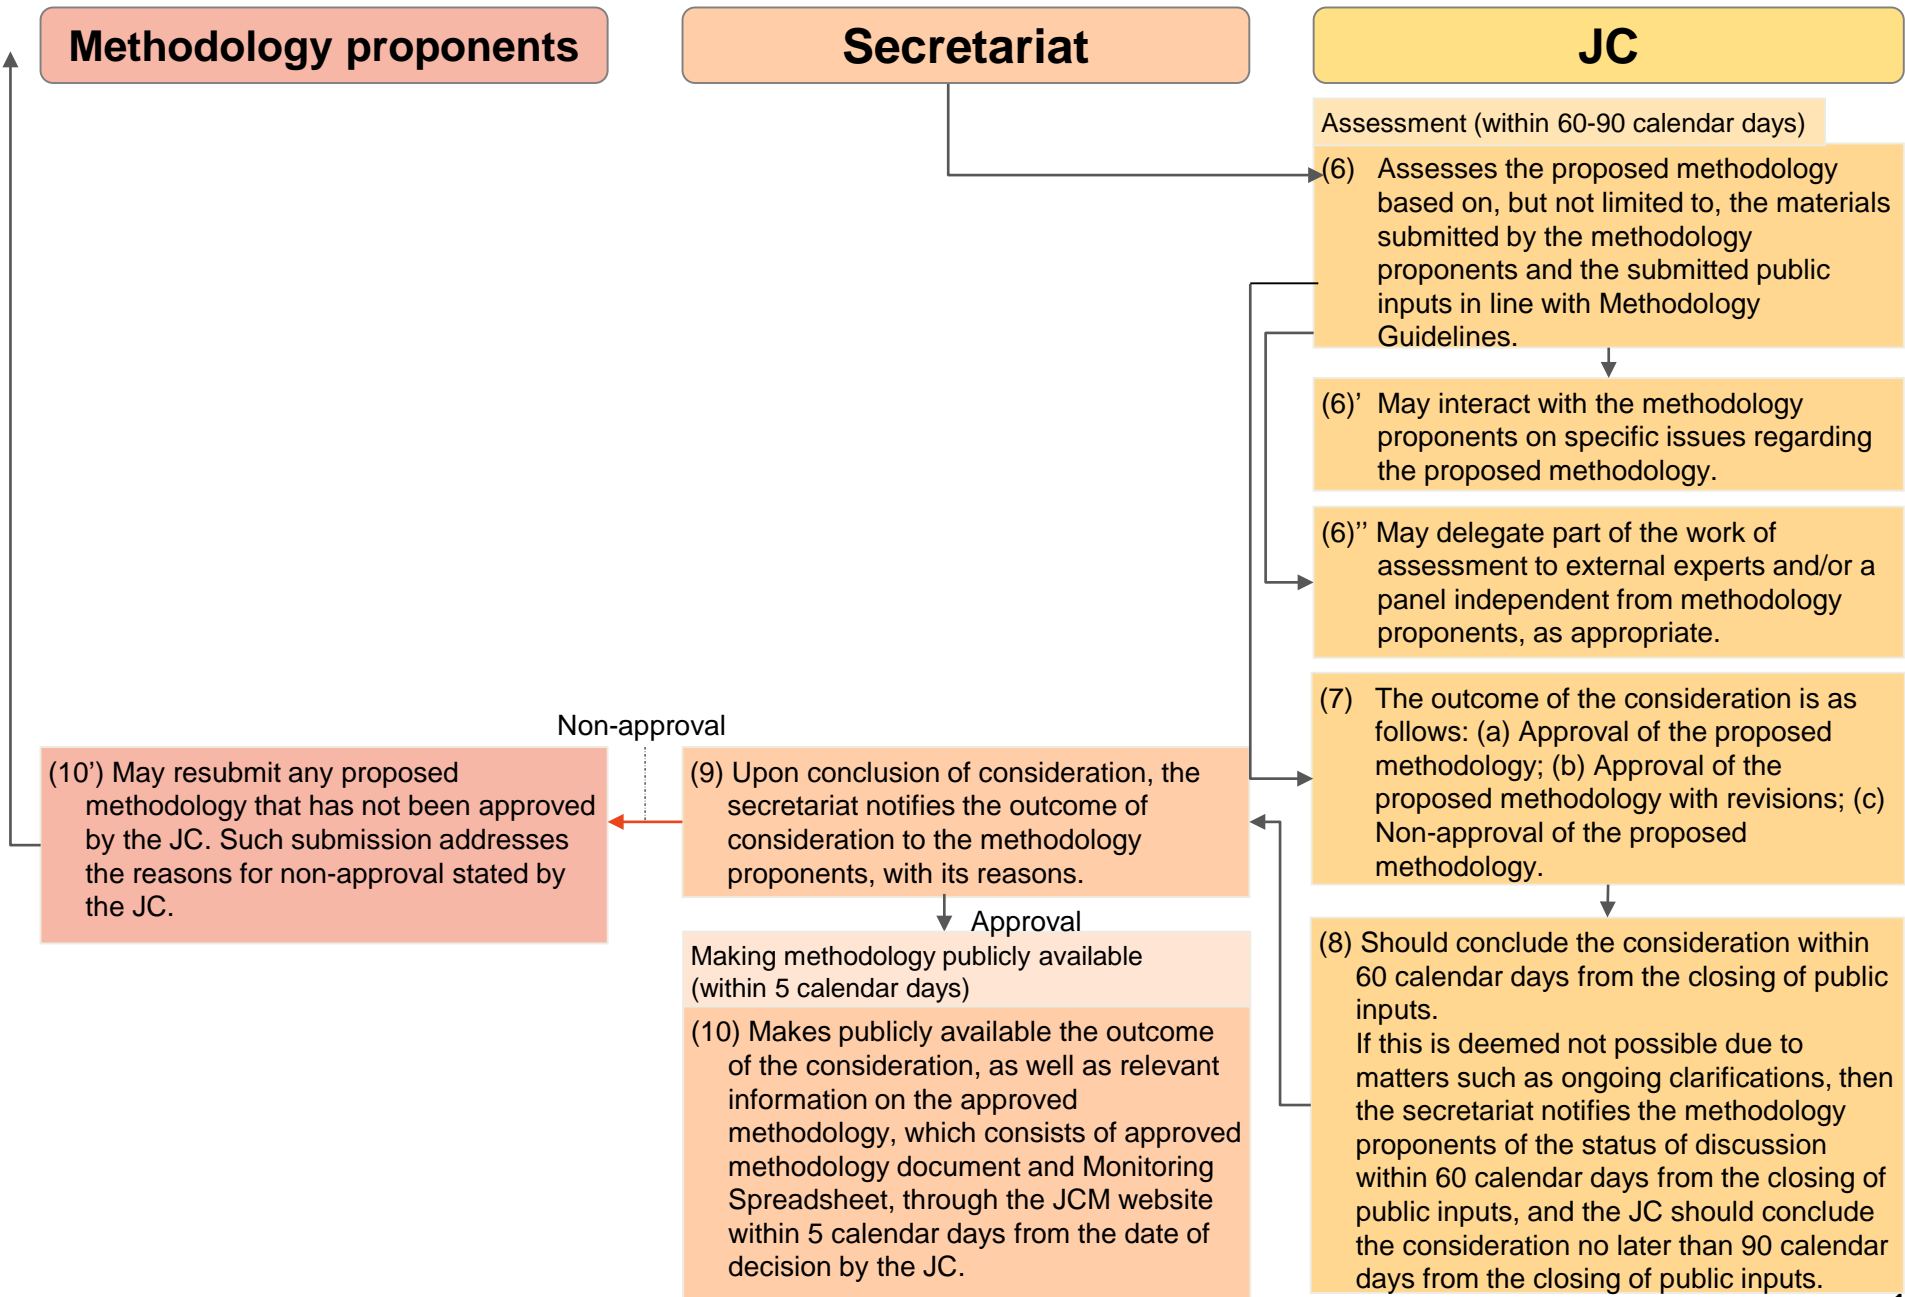 Methodology proponents
Secretariat
JC
Assessment (within 60-90 calendar days)
(6) Assesses the proposed methodology
based on, but not limited to, the materials
submitted by the methodology
proponents and the submitted public
inputs in line with Methodology
Guidelines.
(6)’ May interact with the methodology
proponents on specific issues regarding
the proposed methodology.
(6)’’ May delegate part of the work of
assessment to external experts and/or a
panel independent from methodology
proponents, as appropriate.
(7) The outcome of the consideration is as
follows: (a) Approval of the proposed
methodology; (b) Approval of the
proposed methodology with revisions; (c)
Non-approval of the proposed
methodology.
(8) Should conclude the consideration within
60 calendar days from the closing of public
inputs.
If this is deemed not possible due to
matters such as ongoing clarifications, then
the secretariat notifies the methodology
proponents of the status of discussion
within 60 calendar days from the closing of
public inputs, and the JC should conclude
the consideration no later than 90 calendar
days from the closing of public inputs.
(9) Upon conclusion of consideration, the
secretariat notifies the outcome of
consideration to the methodology
proponents, with its reasons.
Non-approval
(10’) May resubmit any proposed
methodology that has not been approved
by the JC. Such submission addresses
the reasons for non-approval stated by
the JC.
Approval
Making methodology publicly available
(within 5 calendar days)
(10) Makes publicly available the outcome
of the consideration, as well as relevant
information on the approved
methodology, which consists of approved
methodology document and Monitoring
Spreadsheet, through the JCM website
within 5 calendar days from the date of
decision by the JC.